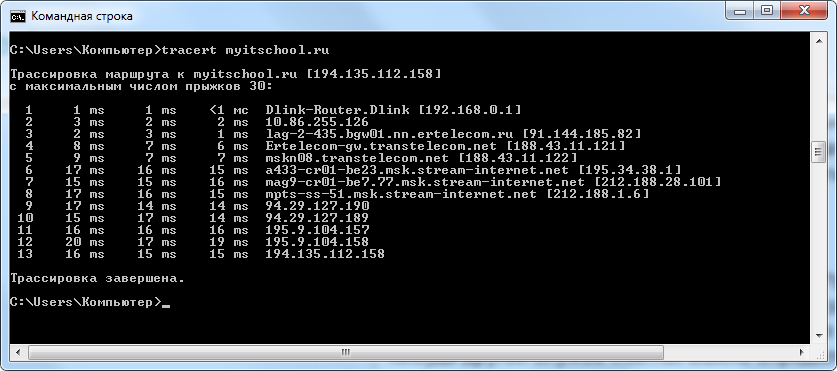 Командная строка
C:\Users\Компьютер>tracert myitschool.ru
Трассировка маршрута к myitschool.ru [194.135.112.158]
с максимальным числом прыжков 30:
1 1 ms 1 ms <1 мс Dlink-Router.Dlink [192.168.0.1]
2 3 ms 2 ms 2 ms 10.86.255.126
3 2 ms 3 ms 1 ms lag-2-435.bgw01.nn.ertelecom.ru [91.144.185.82]
4 8 ms 7 ms 6 ms Ertelecom-gw.transtelecom.net [188.43.11.121]
5 9 ms 7 ms 7 ms mskn08.transtelecom.net [188.43.11.122]
6 17 ms 16 ms 15 ms a433-cr01-be23.msk.stream-internet.net [195.34.38.1]
7 15 ms 15 ms 16 ms mag9-cr01-be7.77.msk.stream-internet.net [212.188.28.101]
8 17 ms 16 ms 15 ms mpts-ss-51.msk.stream-internet.net [212.188.1.6]
9 17 ms 14 ms 14 ms 94.29.127.190
10 15 ms 17 ms 14 ms 94.29.127.189
11 16 ms 16 ms 16 ms 195.9.104.157
12 20 ms 17 ms 19 ms 195.9.104.158
13 16 ms 15 ms 15 ms 194.135.112.158
Трассировка завершена.
C:\Users\Компьютер>_